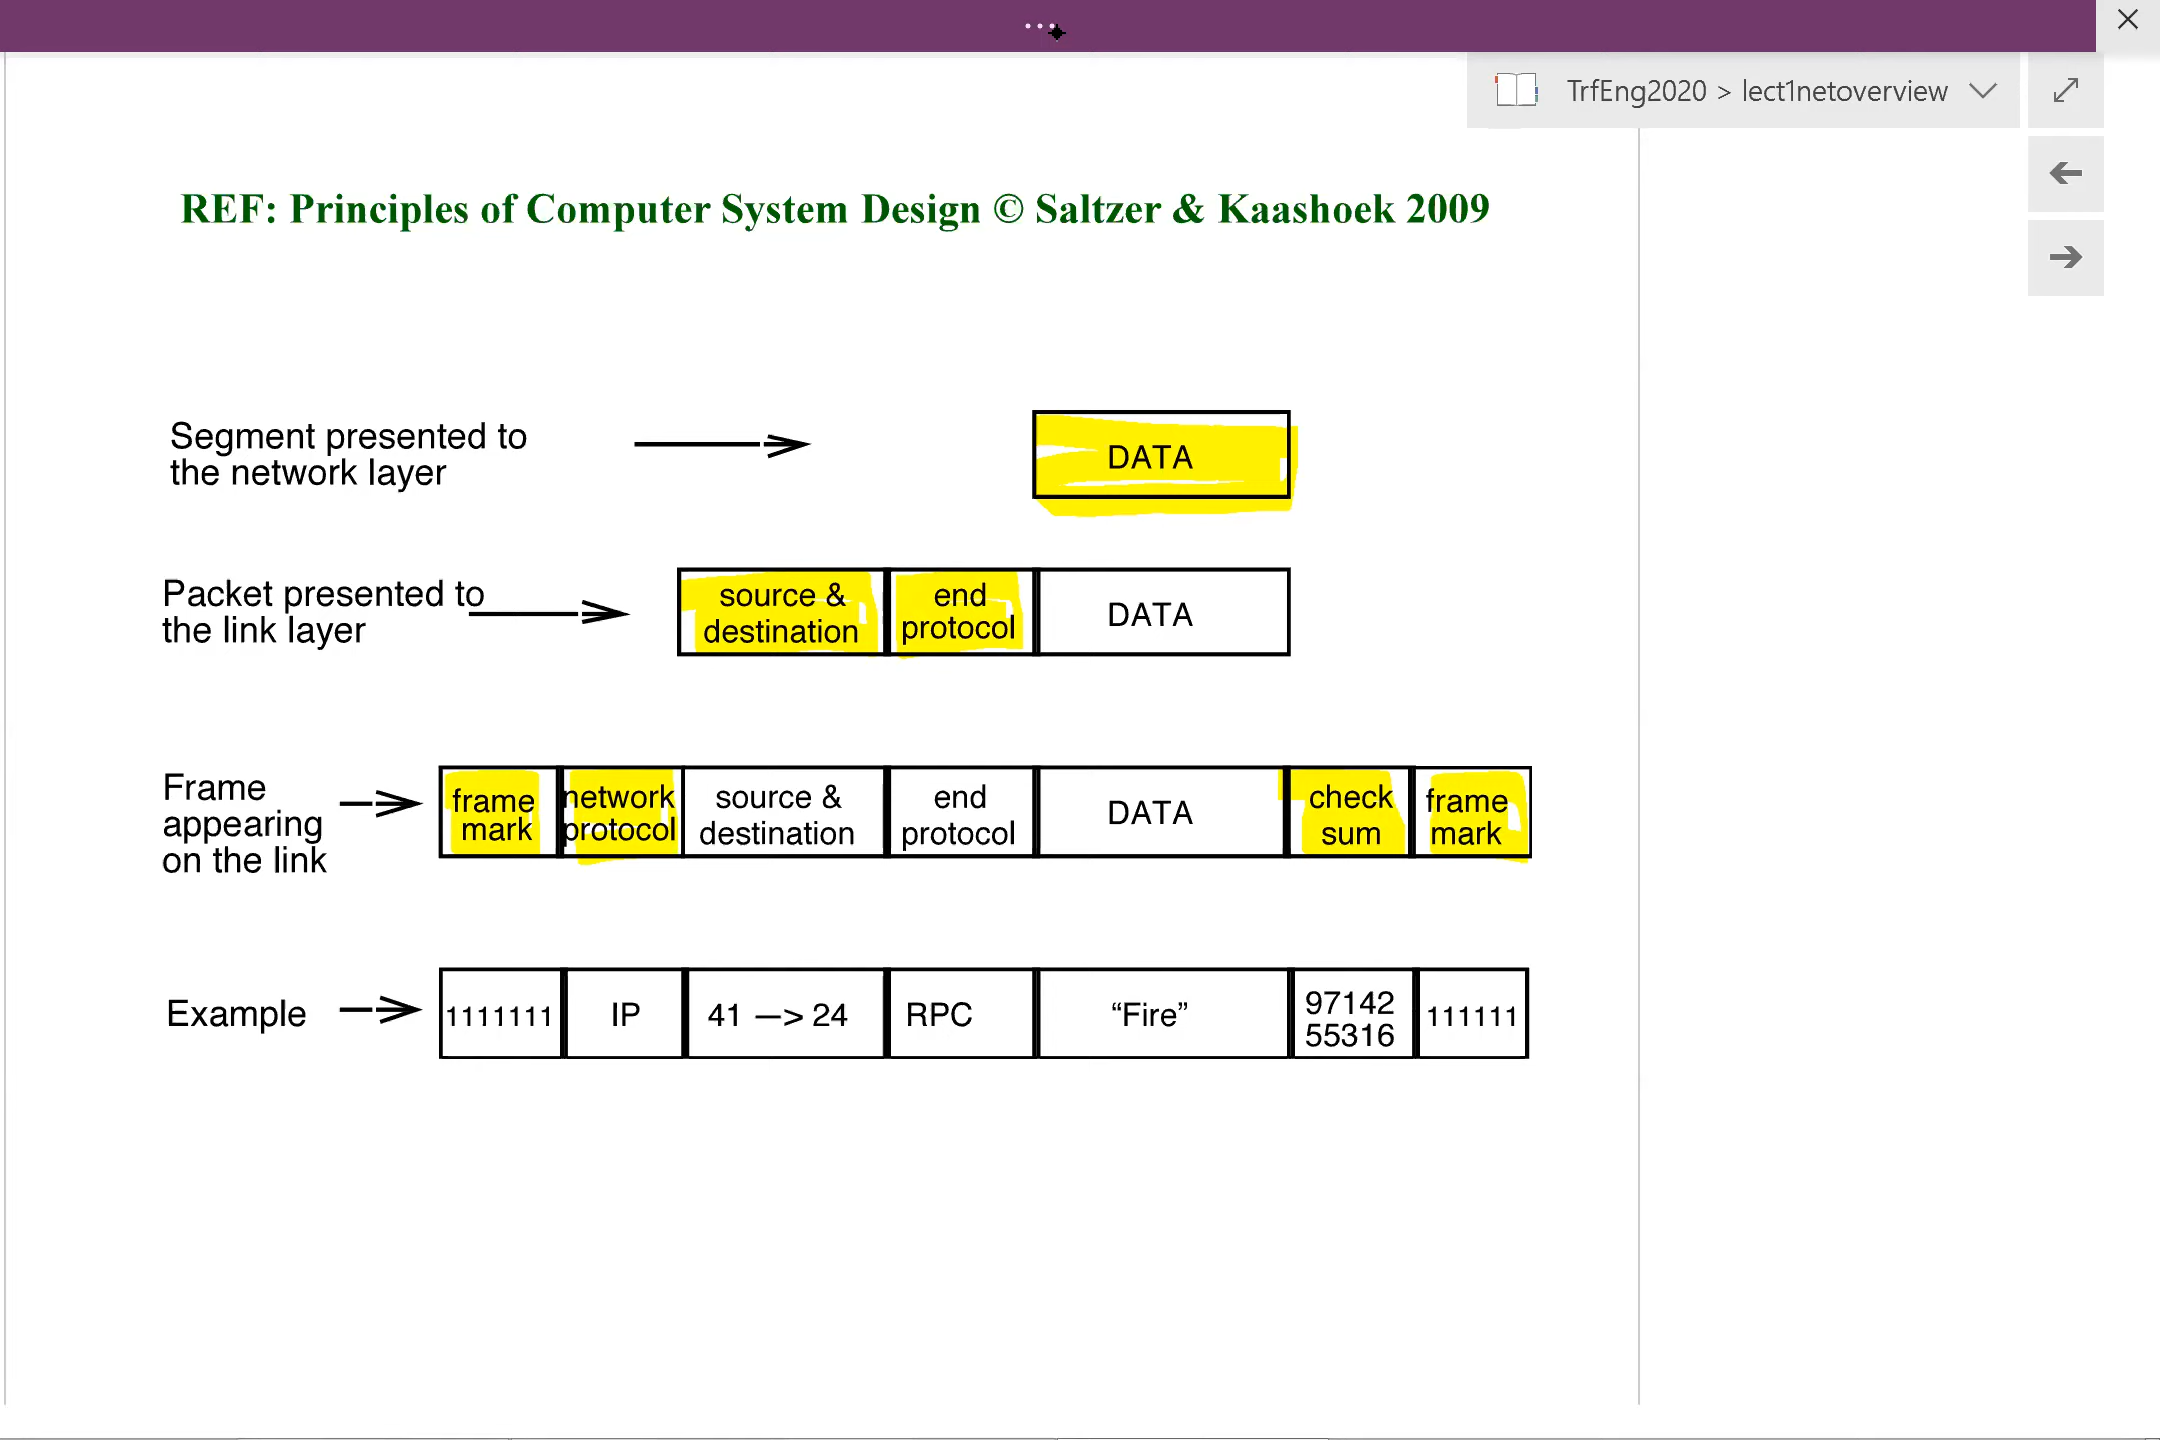 TrfEng2020 > lect1netoverview
REF: Principles of Computer System Design © Saltzer & Kaashoek 2009
Segment presented to
the network layer
DATA
Packet presented to
the link layer
source &
destination
end
protocol
DATA
Frame
appearing
on the link
frame
mark
network
protocol
source &
destination
end
protocol
DATA
check
sum
frame
mark
Example
1111111
IP
41 —> 24
RPC
“Fire”
97142
55316
111111